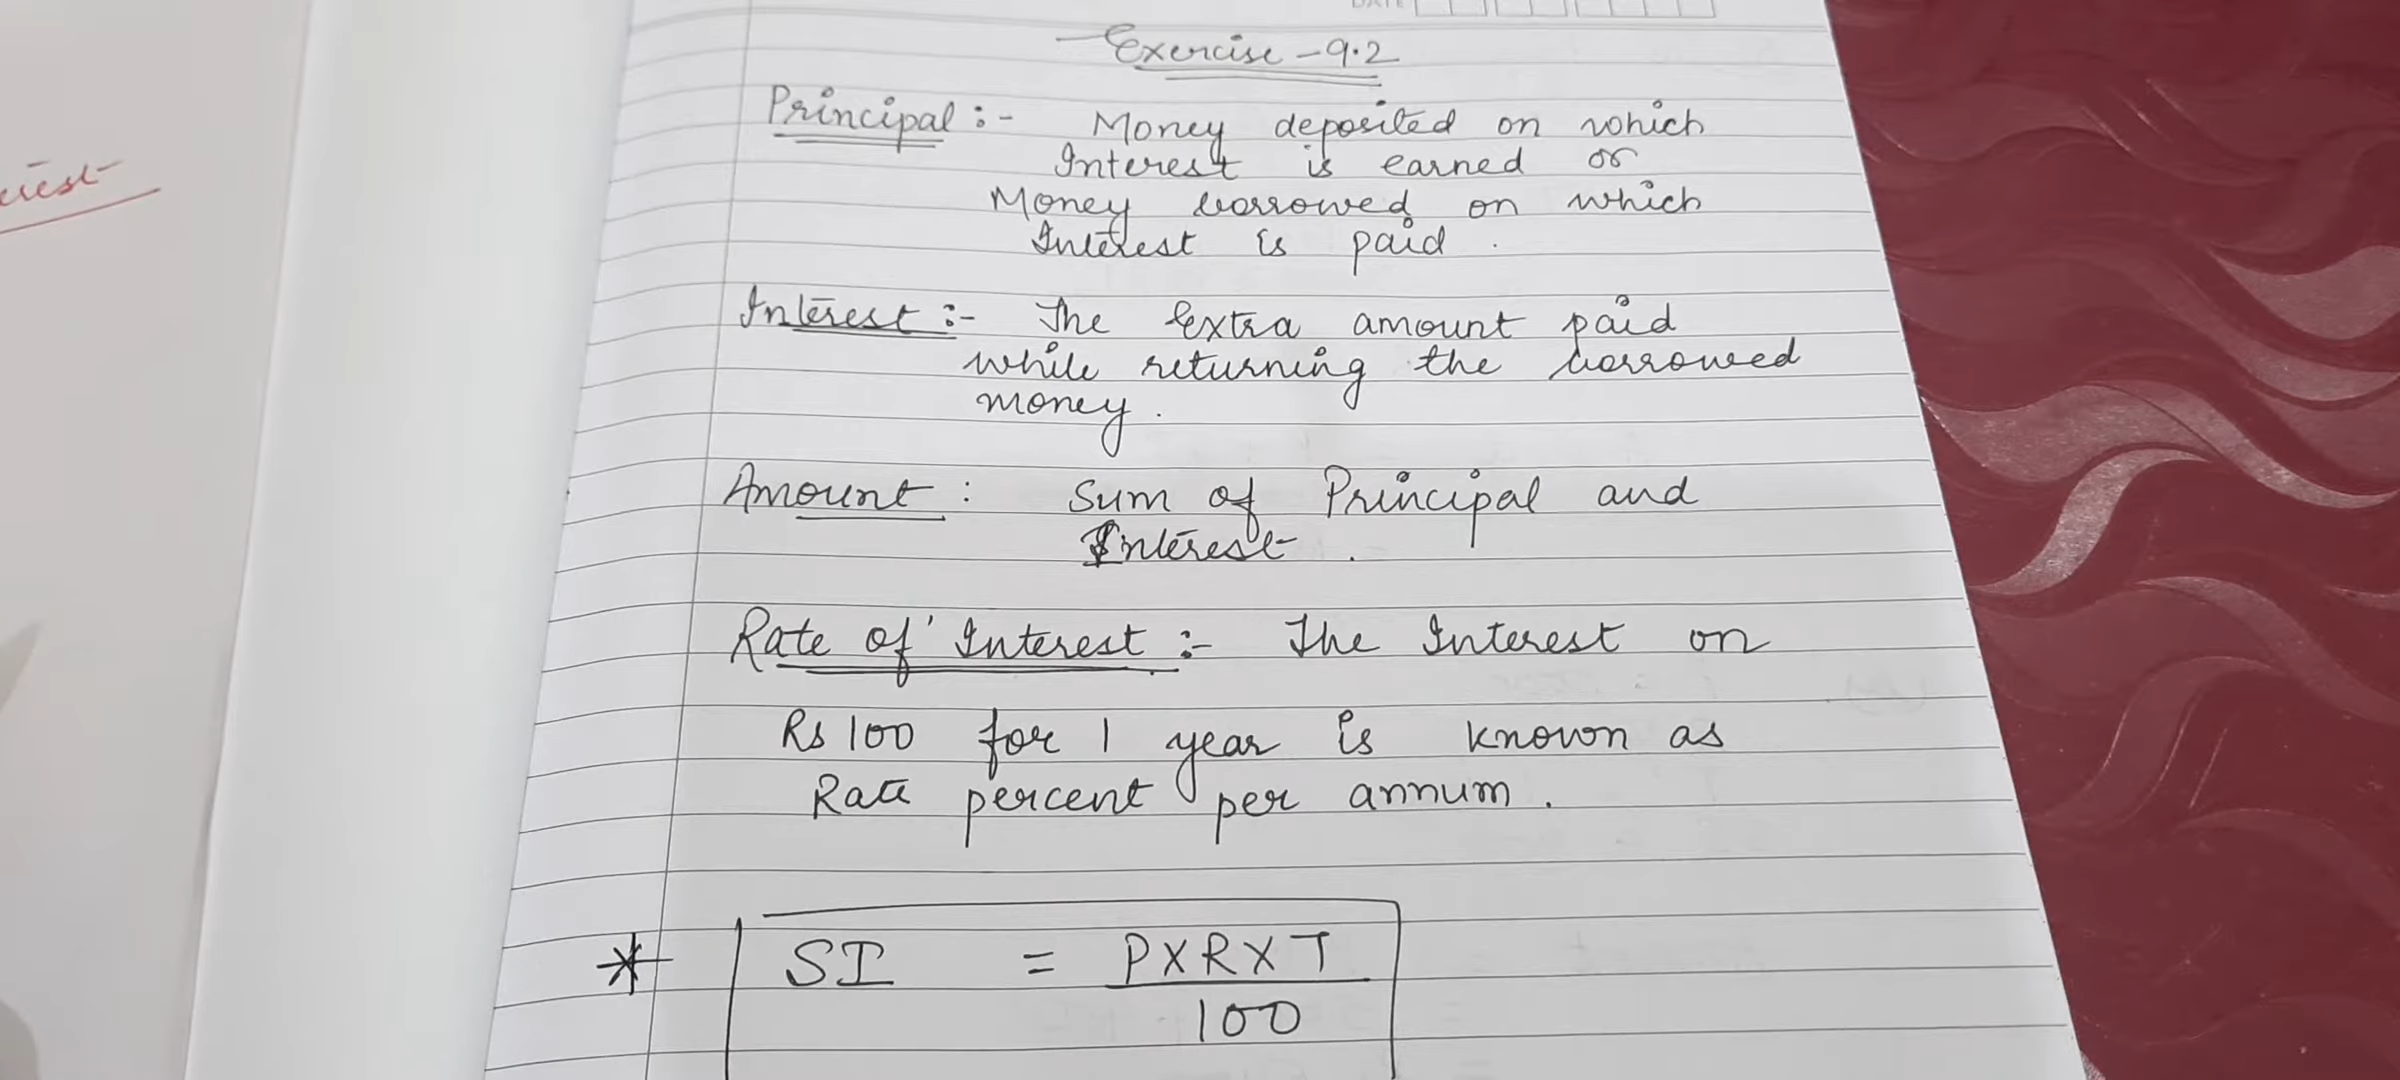 DATE
Exercise - 9.2
Principal :- Money deposited on which
Interest is earned or
Money borrowed on which
Interest is paid .
Interest :- The Extra amount paid
while returning the borrowed
money .
Amount : Sum of Principal and
Interest .
Rate of Interest :- The Interest on
Rs 100 for 1 year is known as
Rate percent per annum .
* SI = PXRXT
100